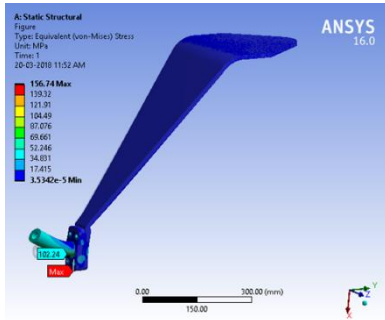 A: Static Structural
Figure
Type: Equivalent (von-Mises) Stress
Unit: MPa
Time: 1
20-03-2018 11:52 AM
ANSYS
16.0
156.74 Max
139.32
121.91
104.49
87.076
69.661
52.246
34.831
17.415
3.5342e-5 Min
102.24
Max
0.00
300.00 (mm)
150.00
Y
Z
X